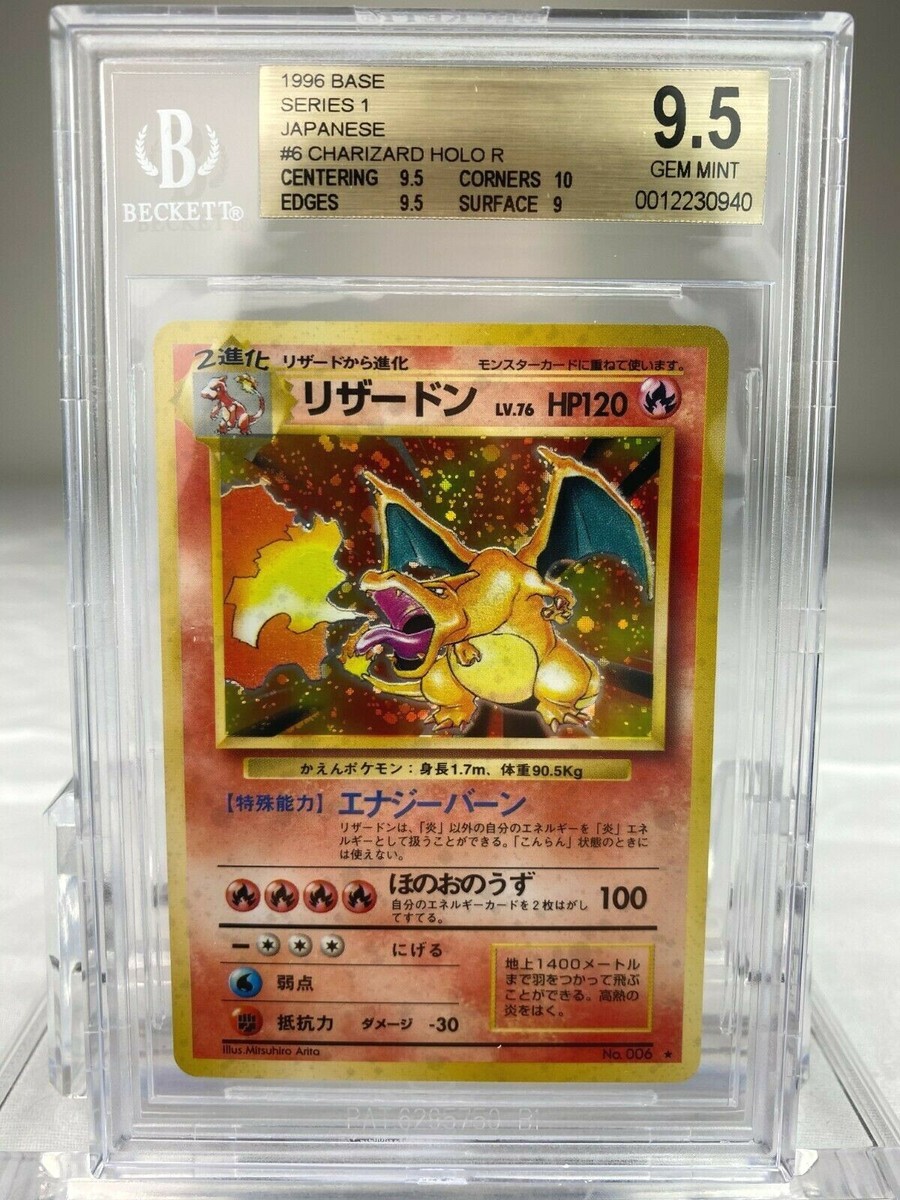 1996 BASE
SERIES 1
JAPANESE
#6 CHARIZARD HOLO R
CENTERING 9.5 CORNERS 10
EDGES 9.5 SURFACE 9
9.5
GEM MINT
0012230940
B
BECKETT®
2進化 リザードから進化 モンスターカードに重ねて使います。
リザードン LV.76 HP120
かえんポケモン：身長1.7m、体重90.5Kg
【特殊能力】エナジーバーン
リザードンは、「炎」以外の自分のエネルギーを「炎」エネ
ルギーとして扱うことができる。「こんらん」状態のときに
は使えない。
ほのおのうず 100
自分のエネルギーカードを2枚はがし
てすてる。
にげる
弱点
抵抗力 ダメージ -30
地上1400メートル
まで羽をつかって飛ぶ
ことができる。高熱の
炎をはく。
Illus.Mitsuhiro Arita No. 006 ★
PAT 6295750 B1